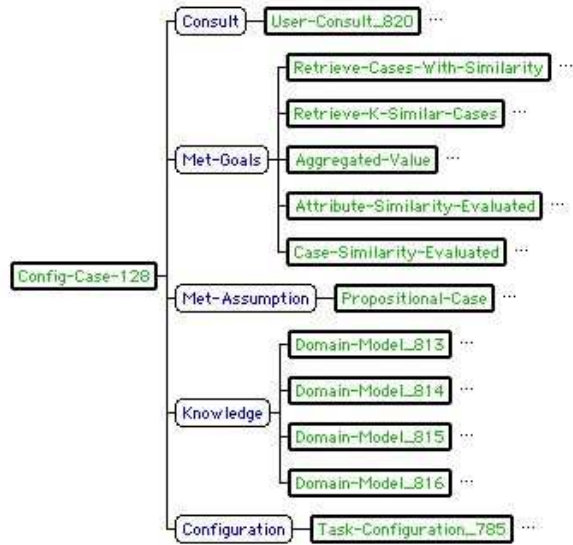 Consult
User-Consult_820 ...
Retrieve-Cases-With-Similarity ...
Retrieve-K-Similar-Cases ...
Met-Goals
Aggregated-Value ...
Attribute-Similarity-Evaluated ...
Case-Similarity-Evaluated ...
Config-Case-128
Met-Assumption
Propositional-Case ...
Domain-Model_813 ...
Domain-Model_814 ...
Knowledge
Domain-Model_815 ...
Domain-Model_816 ...
Configuration
Task-Configuration_785 ...